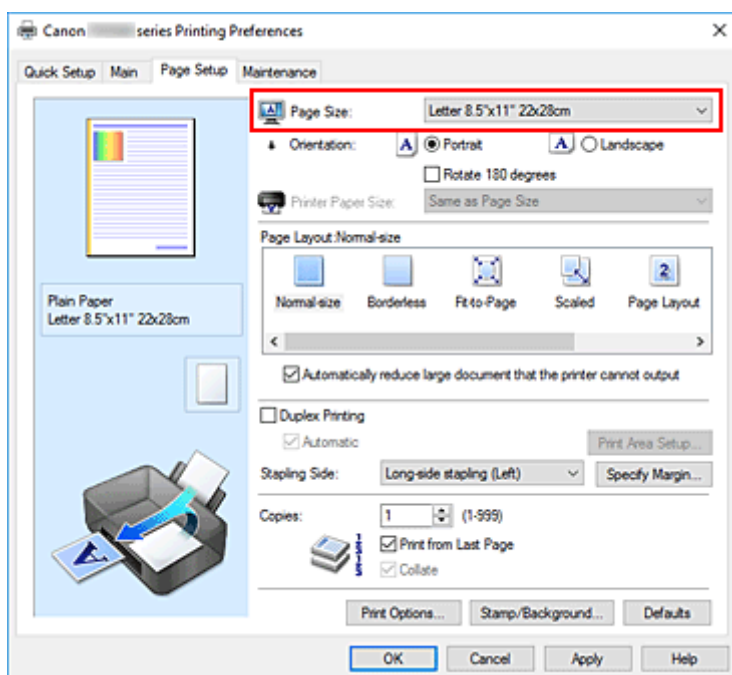 Canon series Printing Preferences
Quick Setup Main Page Setup Maintenance
Page Size: Letter 8.5"x11" 22x28cm
Orientation: A Portrait A Landscape
Rotate 180 degrees
Printer Paper Size: Same as Page Size
Page Layout:Normal-size
2
Normal-size Borderless Fit-to-Page Scaled Page Layout
Plain Paper
Letter 8.5"x11" 22x28cm
Automatically reduce large document that the printer cannot output
Duplex Printing
Automatic Print Area Setup...
Stapling Side: Long-side stapling (Left) Specify Margin...
Copies: 1 (1-999)
Print from Last Page
Collate
A
Print Options... Stamp/Background... Defaults
OK Cancel Apply Help